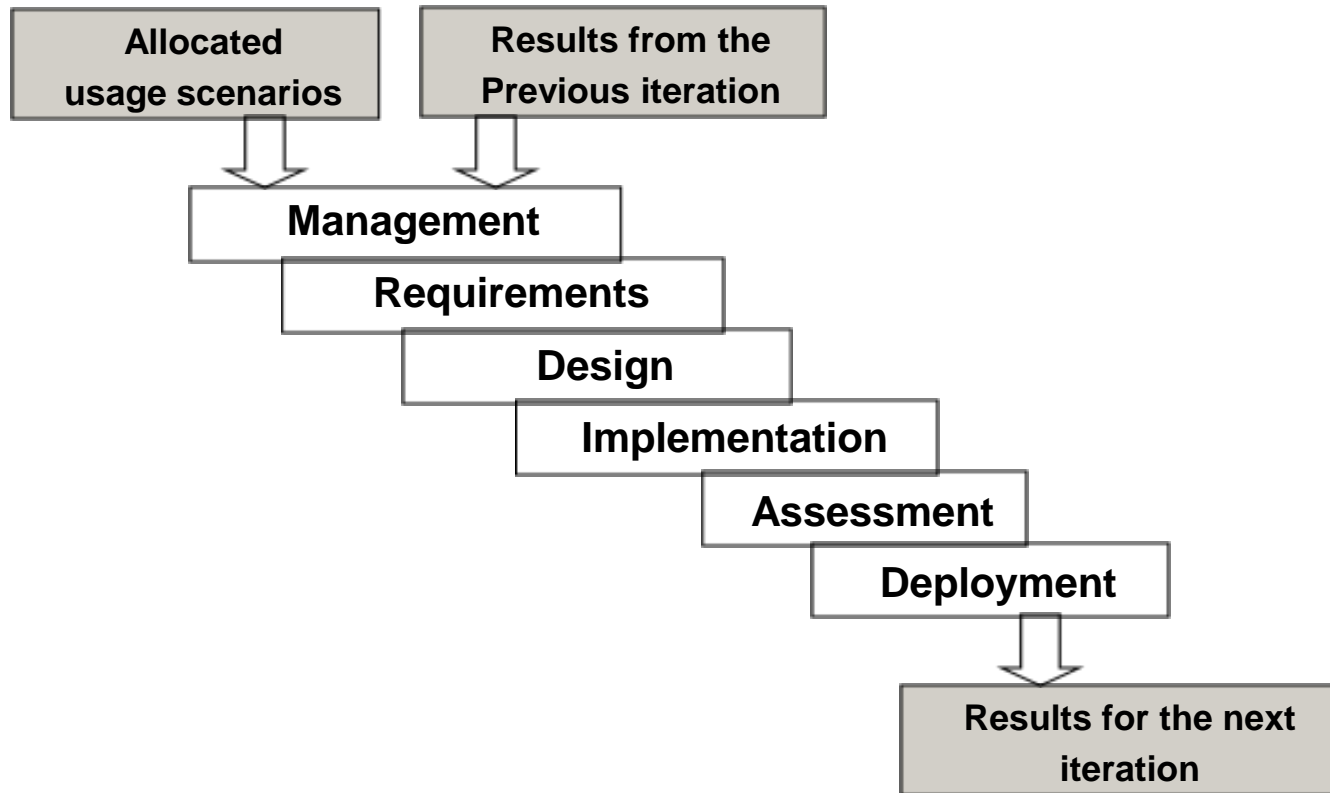 Allocated
usage scenarios
Results from the
Previous iteration
Management
Requirements
Design
Implementation
Assessment
Deployment
Results for the next
iteration